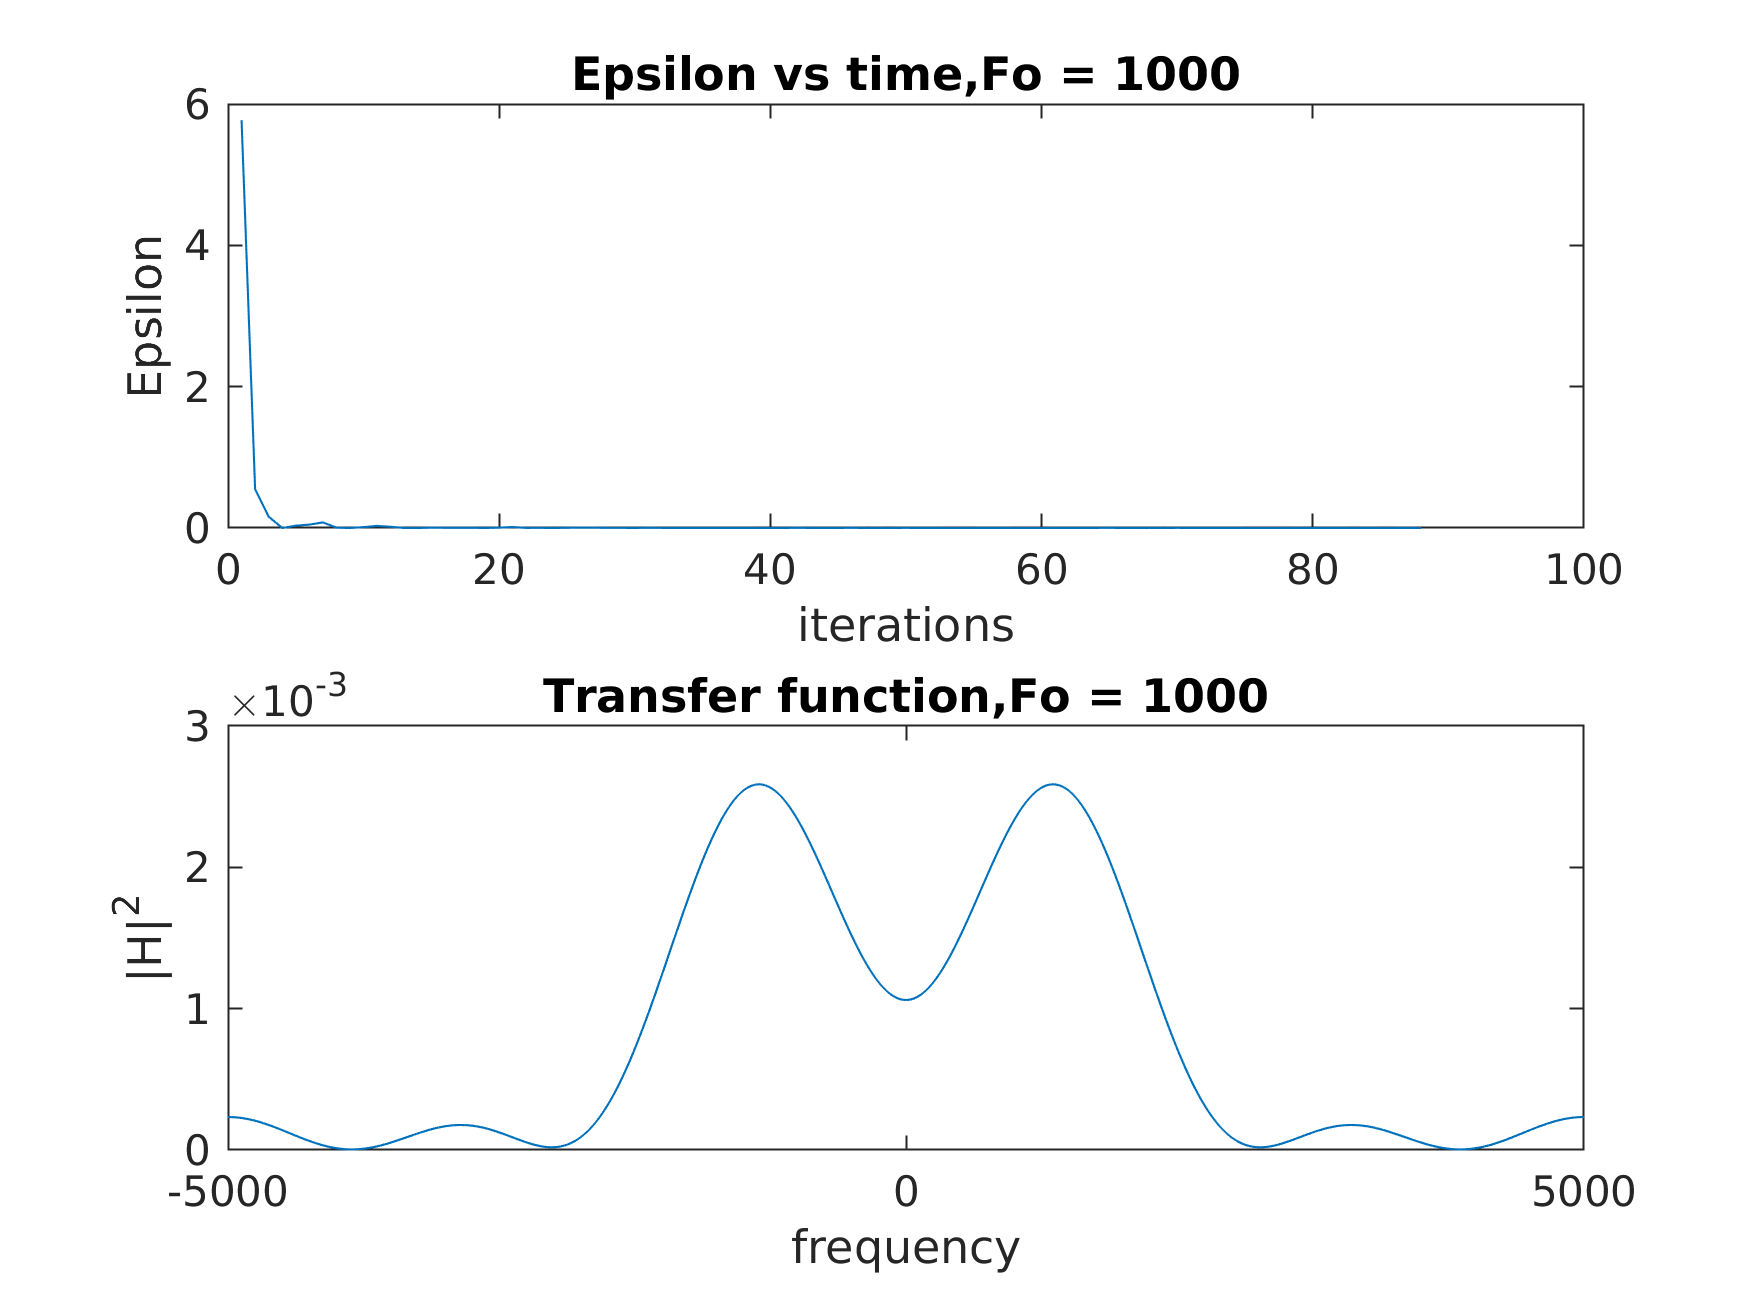 Epsilon vs time,Fo = 1000
6
4
2
0
Epsilon
0 20 40 60 80 100
iterations
Transfer function,Fo = 1000
×10-3
3
2
1
0
|H|2
-5000 0 5000
frequency